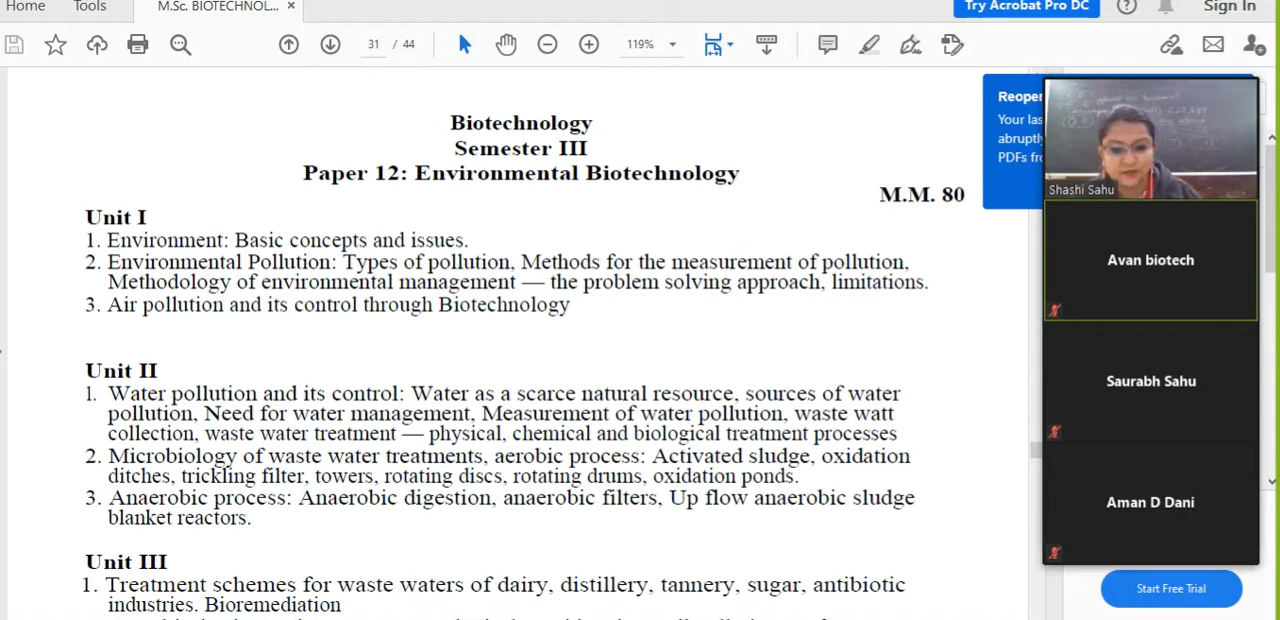 Home Tools M.Sc. BIOTECHNOL... × Try Acrobat Pro DC Sign In
31 / 44 119%
Biotechnology
Semester III
Paper 12: Environmental Biotechnology
M.M. 80
Unit I
1. Environment: Basic concepts and issues.
2. Environmental Pollution: Types of pollution, Methods for the measurement of pollution,
Methodology of environmental management — the problem solving approach, limitations.
3. Air pollution and its control through Biotechnology
Unit II
1. Water pollution and its control: Water as a scarce natural resource, sources of water
pollution, Need for water management, Measurement of water pollution, waste watt
collection, waste water treatment — physical, chemical and biological treatment processes
2. Microbiology of waste water treatments, aerobic process: Activated sludge, oxidation
ditches, trickling filter, towers, rotating discs, rotating drums, oxidation ponds.
3. Anaerobic process: Anaerobic digestion, anaerobic filters, Up flow anaerobic sludge
blanket reactors.
Unit III
1. Treatment schemes for waste waters of dairy, distillery, tannery, sugar, antibiotic
industries. Bioremediation
Reopen
Your las
abruptly
PDFs fro
Shashi Sahu
Avan biotech
Saurabh Sahu
Aman D Dani
Start Free Trial